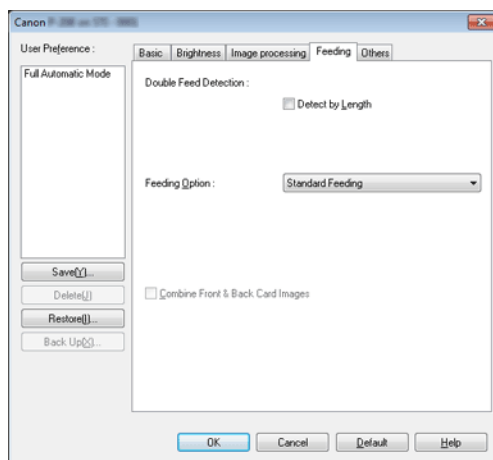 Canon
User Preference :
Full Automatic Mode
Save(Y)...
Delete(J)
Restore(I)...
Back Up(X)...
Basic Brightness Image processing Feeding Others
Double Feed Detection :
Detect by Length
Feeding Option : Standard Feeding
Combine Front & Back Card Images
OK Cancel Default Help